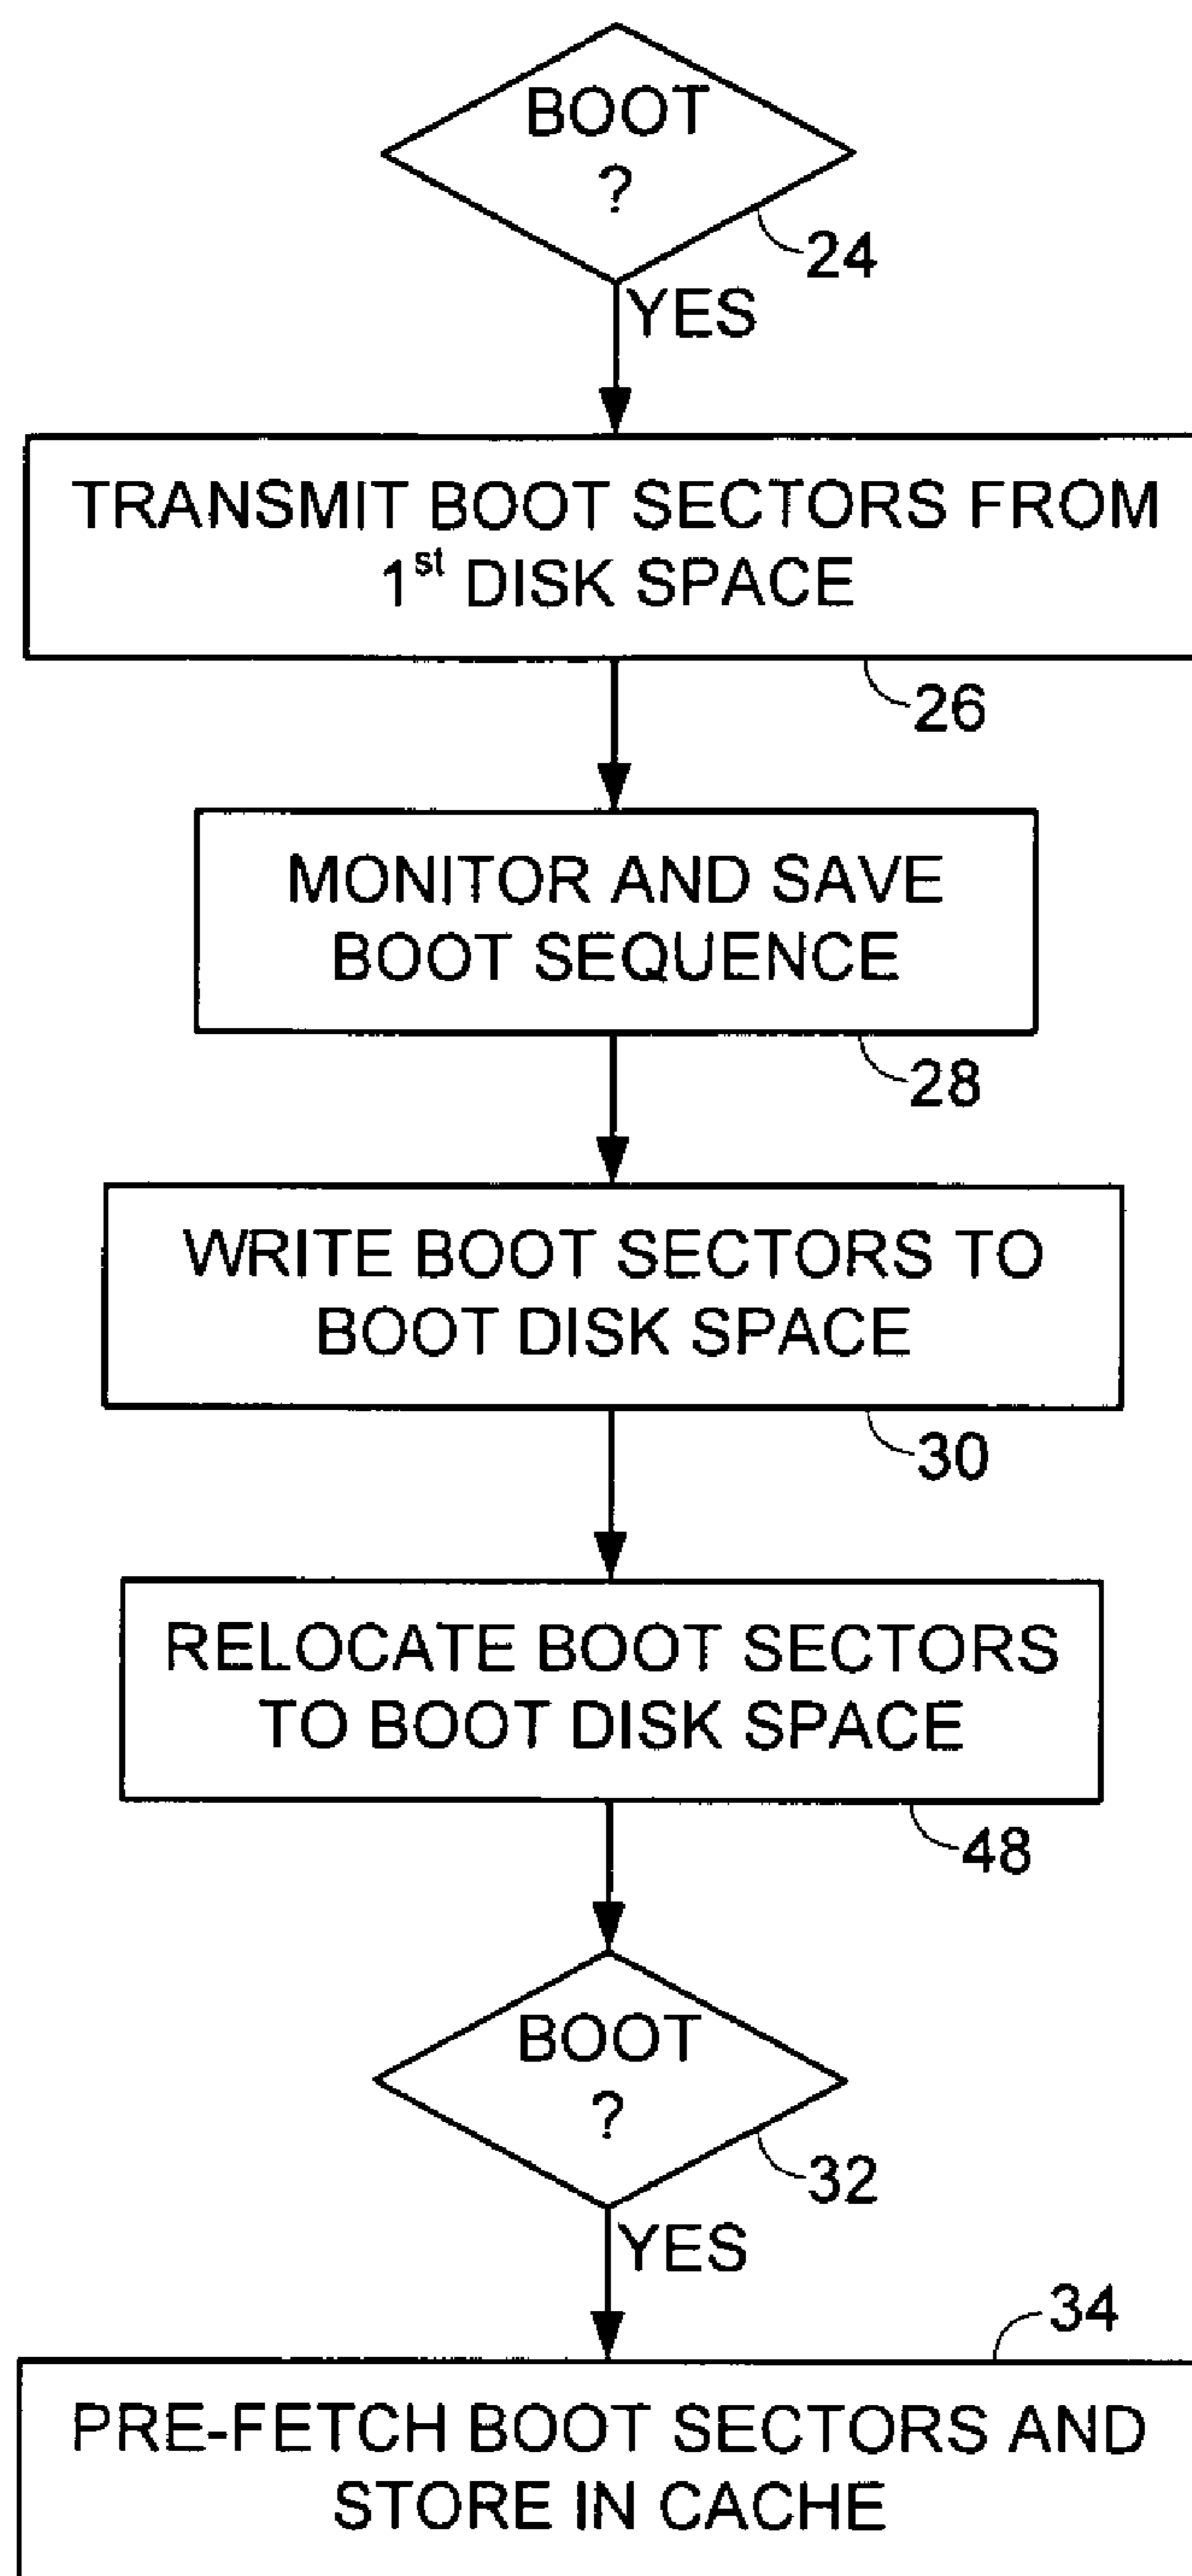 BOOT
?
24
YES
TRANSMIT BOOT SECTORS FROM
1st DISK SPACE
26
MONITOR AND SAVE
BOOT SEQUENCE
28
WRITE BOOT SECTORS TO
BOOT DISK SPACE
30
RELOCATE BOOT SECTORS
TO BOOT DISK SPACE
48
BOOT
?
32
YES
34
PRE-FETCH BOOT SECTORS AND
STORE IN CACHE